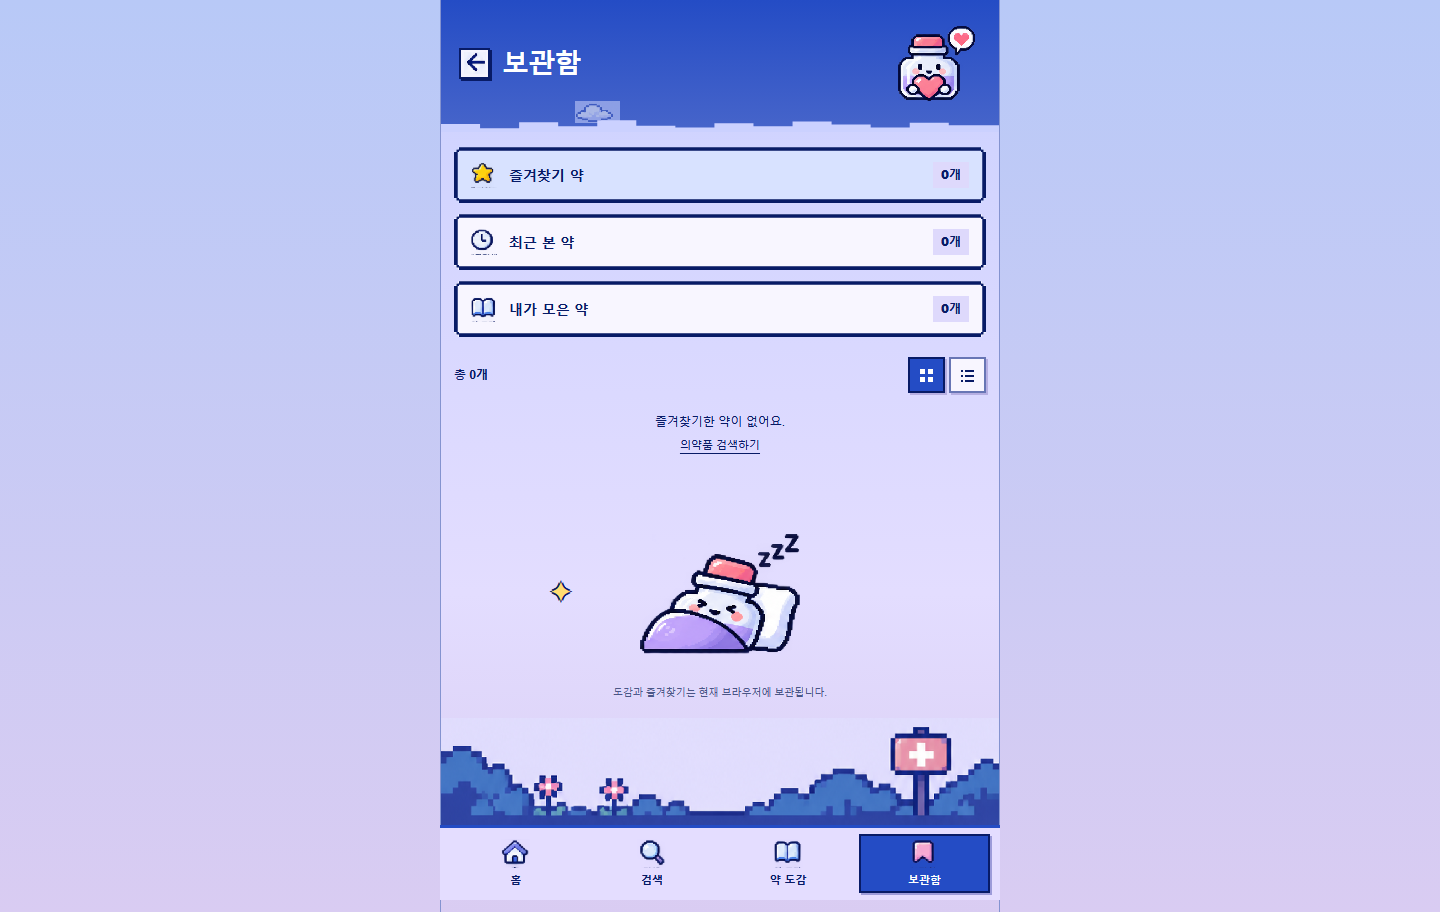 보관함
즐겨찾기 약
0개
최근 본 약
0개
내가 모은 약
0개
총 0개
즐겨찾기한 약이 없어요.
의약품 검색하기
zzZ
도감과 즐겨찾기는 현재 브라우저에 보관됩니다.
홈
검색
약 도감
보관함